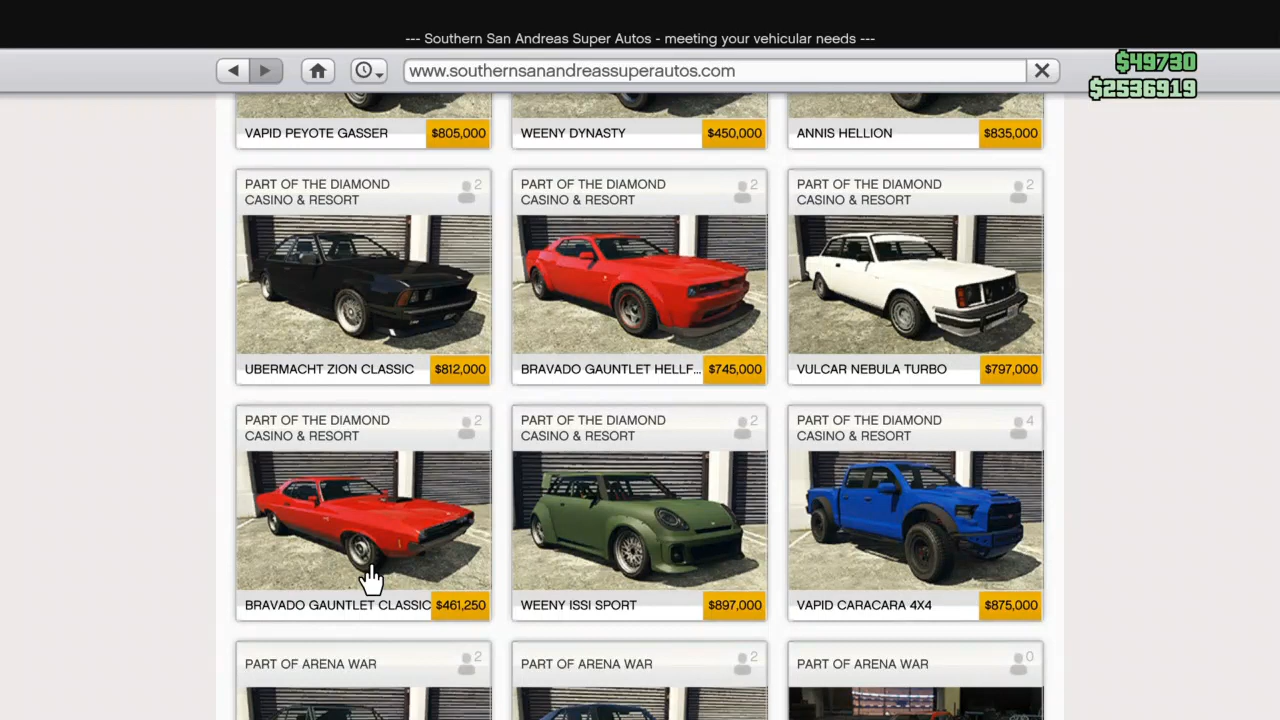 --- Southern San Andreas Super Autos - meeting your vehicular needs ---
www.southernsanandreassuperautos.com
$49730
$2536919
VAPID PEYOTE GASSER $805,000
WEENY DYNASTY $450,000
ANNIS HELLION $835,000
PART OF THE DIAMOND
CASINO & RESORT
2
UBERMACHT ZION CLASSIC $812,000
PART OF THE DIAMOND
CASINO & RESORT
2
BRAVADO GAUNTLET HELLF... $745,000
PART OF THE DIAMOND
CASINO & RESORT
2
VULCAR NEBULA TURBO $797,000
PART OF THE DIAMOND
CASINO & RESORT
2
BRAVADO GAUNTLET CLASSIC $461,250
PART OF THE DIAMOND
CASINO & RESORT
2
WEENY ISSI SPORT $897,000
PART OF THE DIAMOND
CASINO & RESORT
4
VAPID CARACARA 4X4 $875,000
PART OF ARENA WAR 2
PART OF ARENA WAR 2
PART OF ARENA WAR 0